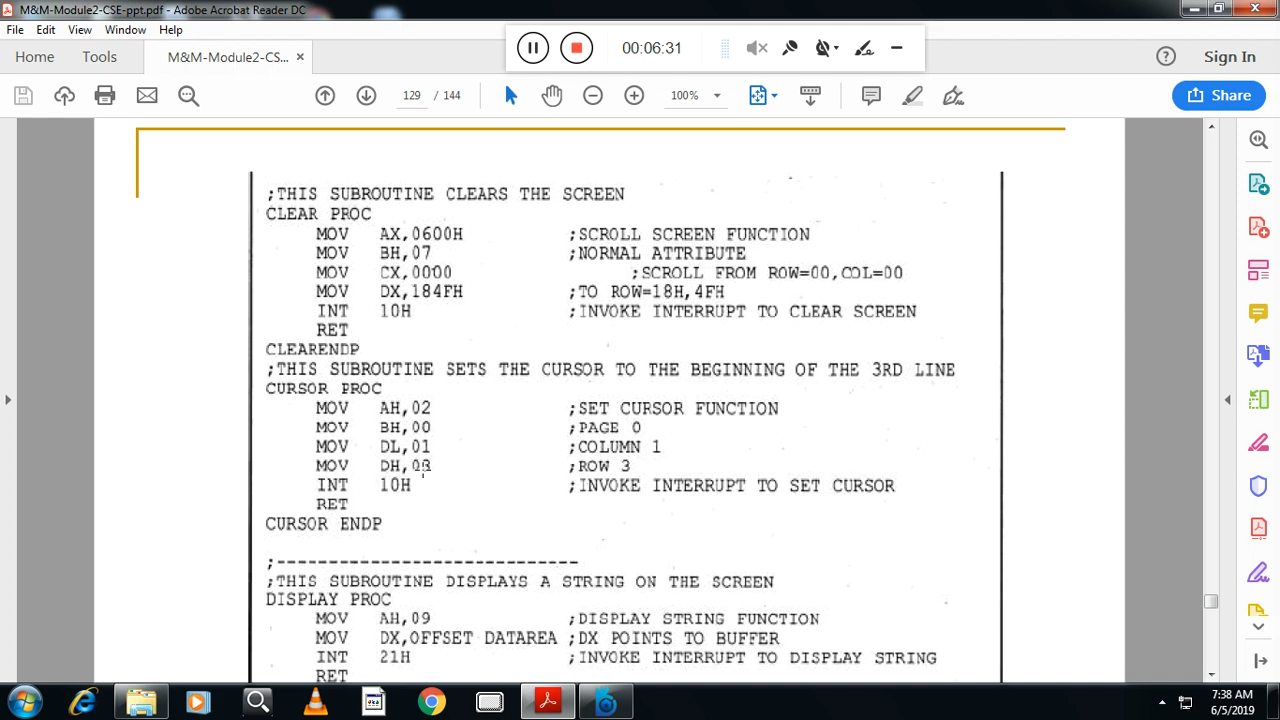 M&M-Module2-CSE-ppt.pdf - Adobe Acrobat Reader DC
File Edit View Window Help
00:06:31
Home Tools M&M-Module2-CS... × Sign In
129 / 144 100% Share
;THIS SUBROUTINE CLEARS THE SCREEN
CLEAR PROC
MOV AX,0600H ;SCROLL SCREEN FUNCTION
MOV BH,07 ;NORMAL ATTRIBUTE
MOV CX,0000 ;SCROLL FROM ROW=00,COL=00
MOV DX,184FH ;TO ROW=18H,4FH
INT 10H ;INVOKE INTERRUPT TO CLEAR SCREEN
RET
CLEARENDP
;THIS SUBROUTINE SETS THE CURSOR TO THE BEGINNING OF THE 3RD LINE
CURSOR PROC
MOV AH,02 ;SET CURSOR FUNCTION
MOV BH,00 ;PAGE 0
MOV DL,01 ;COLUMN 1
MOV DH,03 ;ROW 3
INT 10H ;INVOKE INTERRUPT TO SET CURSOR
RET
CURSOR ENDP
;-----------------------------
;THIS SUBROUTINE DISPLAYS A STRING ON THE SCREEN
DISPLAY PROC
MOV AH,09 ;DISPLAY STRING FUNCTION
MOV DX,OFFSET DATAREA ;DX POINTS TO BUFFER
INT 21H ;INVOKE INTERRUPT TO DISPLAY STRING
RET
7:38 AM
6/5/2019